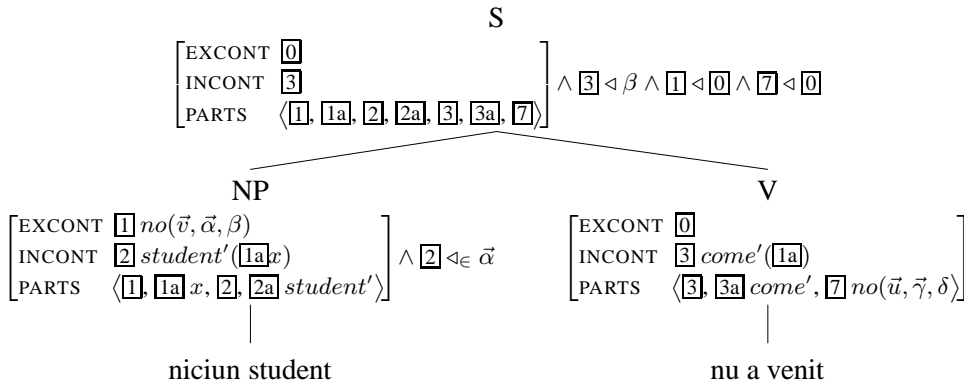 S
EXCONT 0
INCONT 3 ∧ 3 ◁ β ∧ 1 ◁ 0 ∧ 7 ◁ 0
PARTS ⟨1, 1a, 2, 2a, 3, 3a, 7⟩
NP V
EXCONT 1 no(v⃗, α⃗, β) EXCONT 0
INCONT 2 student′(1a x) ∧ 2 ◁∈ α⃗ INCONT 3 come′(1a)
PARTS ⟨1, 1a x, 2, 2a student′⟩ PARTS ⟨3, 3a come′, 7 no(u⃗, γ⃗, δ)⟩
niciun student nu a venit